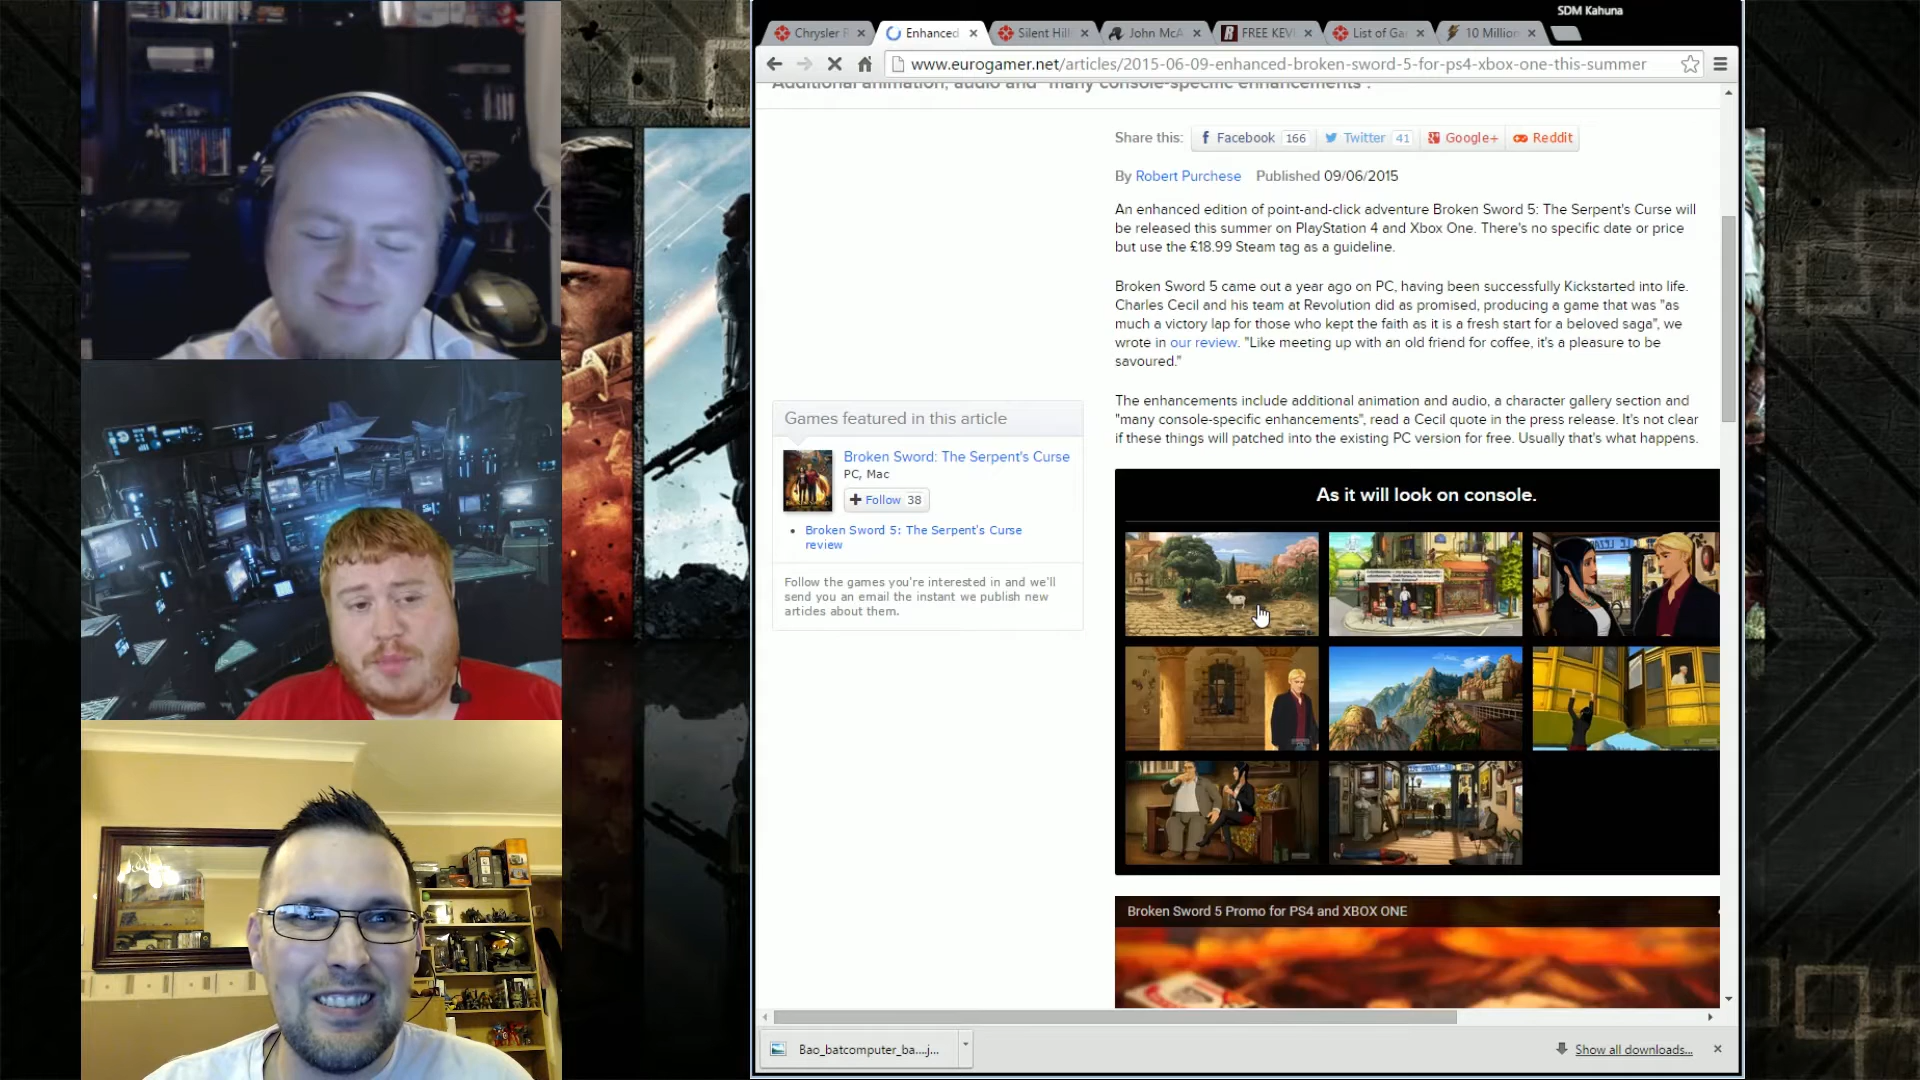 SDM Kahuna
Chrysler
Enhanced
Silent Hill
John McA
FREE KEV
List of Ga
10 Million
www.eurogamer.net/articles/2015-06-09-enhanced-broken-sword-5-for-ps4-xbox-one-this-summer
Additional animation, audio and "many console-specific enhancements".
Share this: Facebook 166 Twitter 41 Google+ Reddit
By Robert Purchese Published 09/06/2015
An enhanced edition of point-and-click adventure Broken Sword 5: The Serpent's Curse will
be released this summer on PlayStation 4 and Xbox One. There's no specific date or price
but use the £18.99 Steam tag as a guideline.
Broken Sword 5 came out a year ago on PC, having been successfully Kickstarted into life.
Charles Cecil and his team at Revolution did as promised, producing a game that was "as
much a victory lap for those who kept the faith as it is a fresh start for a beloved saga", we
wrote in our review. "Like meeting up with an old friend for coffee, it's a pleasure to be
savoured."
The enhancements include additional animation and audio, a character gallery section and
"many console-specific enhancements", read a Cecil quote in the press release. It's not clear
if these things will patched into the existing PC version for free. Usually that's what happens.
Games featured in this article
Broken Sword: The Serpent's Curse
PC, Mac
Follow 38
Broken Sword 5: The Serpent's Curse
review
Follow the games you're interested in and we'll
send you an email the instant we publish new
articles about them.
As it will look on console.
Broken Sword 5 Promo for PS4 and XBOX ONE
Bao_batcomputer_ba....j...
Show all downloads...